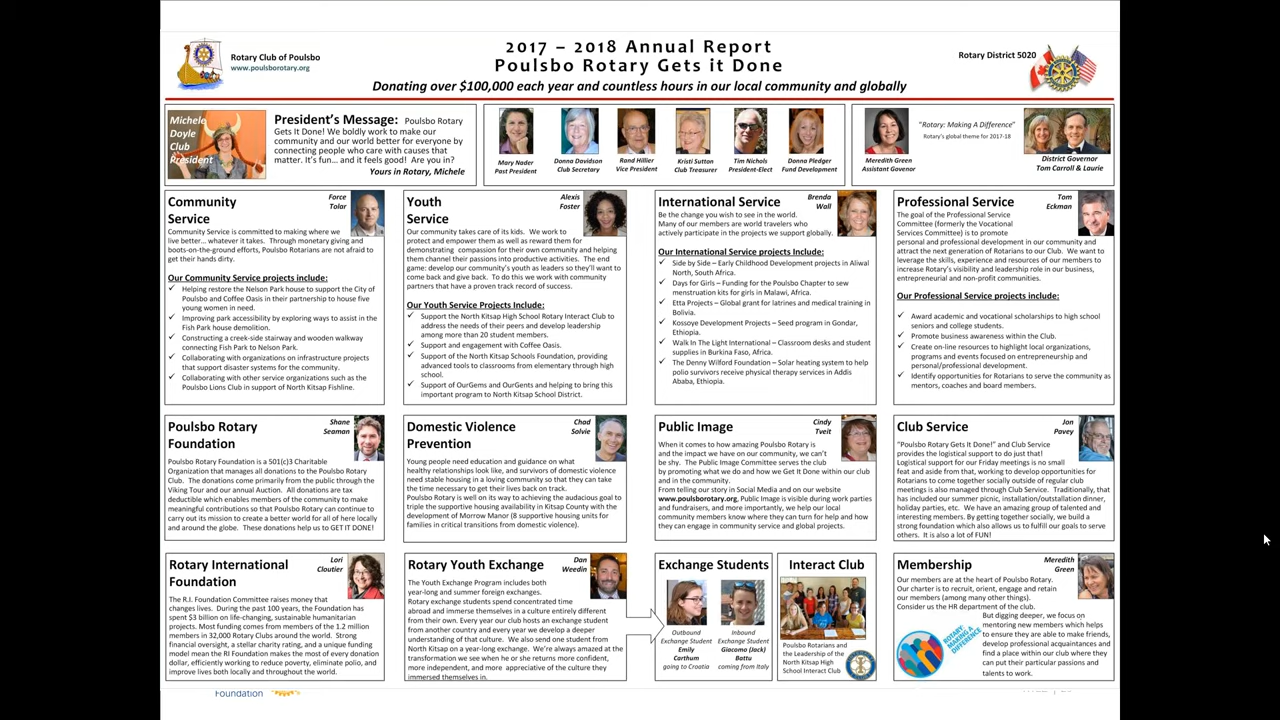 Rotary Club of Poulsbo
www.poulsborotary.org
2017 – 2018 Annual Report
Poulsbo Rotary Gets it Done
Donating over $100,000 each year and countless hours in our local community and globally
Rotary District 5020
Michele
Doyle
Club
President
President's Message: Poulsbo Rotary
Gets It Done! We boldly work to make our
community and our world better for everyone by
connecting people who care with causes that
matter. It's fun… and it feels good! Are you in?
Yours in Rotary, Michele
Mary Nader
Past President
Donna Davidson
Club Secretary
Rand Hillier
Vice President
Kristi Sutton
Club Treasurer
Tim Nichols
President-Elect
Donna Pledger
Fund Development
Meredith Green
Assistant Govenor
"Rotary: Making A Difference"
Rotary's global theme for 2017-18
District Governor
Tom Carroll & Laurie
Community
Service
Force
Tolar
Community Service is committed to making where we
live better… whatever it takes. Through monetary giving and
boots-on-the-ground efforts, Poulsbo Rotarians are not afraid to
get their hands dirty.
Our Community Service projects include:
✓ Helping restore the Nelson Park house to support the City of
Poulsbo and Coffee Oasis in their partnership to house five
young women in need.
✓ Improving park accessibility by exploring ways to assist in the
Fish Park house demolition.
✓ Constructing a creek-side stairway and wooden walkway
connecting Fish Park to Nelson Park.
✓ Collaborating with organizations on infrastructure projects
that support disaster systems for the community.
✓ Collaborating with other service organizations such as the
Poulsbo Lions Club in support of North Kitsap Fishline.
Youth
Service
Alexis
Foster
Our community takes care of its kids. We work to
protect and empower them as well as reward them for
demonstrating compassion for their own community and helping
them channel their passions into productive activities. The end
game: develop our community's youth as leaders so they'll want to
come back and give back. To do this we work with community
partners that have a proven track record of success.
Our Youth Service Projects Include:
✓ Support the North Kitsap High School Rotary Interact Club to
address the needs of their peers and develop leadership
among more than 20 student members.
✓ Support and engagement with Coffee Oasis.
✓ Support of the North Kitsap Schools Foundation, providing
advanced tools to classrooms from elementary through high
school.
✓ Support of OurGems and OurGents and helping to bring this
important program to North Kitsap School District.
International Service
Brenda
Wall
Be the change you wish to see in the world.
Many of our members are world travelers who
actively participate in the projects we support globally.
Our International Service projects Include:
✓ Side by Side – Early Childhood Development projects in Aliwal
North, South Africa.
✓ Days for Girls – Funding for the Poulsbo Chapter to sew
menstruation kits for girls in Malawi, Africa.
✓ Etta Projects – Global grant for latrines and medical training in
Bolivia.
✓ Kossoye Development Projects – Seed program in Gondar,
Ethiopia.
✓ Walk In The Light International – Classroom desks and student
supplies in Burkina Faso, Africa.
✓ The Denny Wilford Foundation – Solar heating system to help
polio survivors receive physical therapy services in Addis
Ababa, Ethiopia.
Professional Service
Tom
Eckman
The goal of the Professional Service
Committee (formerly the Vocational
Services Committee) is to promote
personal and professional development in our community and
attract the next generation of Rotarians to our Club. We want to
leverage the skills, experience and resources of our members to
increase Rotary's visibility and leadership role in our business,
entrepreneurial and non-profit communities.
Our Professional Service projects include:
✓ Award academic and vocational scholarships to high school
seniors and college students.
✓ Promote business awareness within the Club.
✓ Create on-line resources to highlight local organizations,
programs and events focused on entrepreneurship and
personal/professional development.
✓ Identify opportunities for Rotarians to serve the community as
mentors, coaches and board members.
Poulsbo Rotary
Foundation
Shane
Seaman
Poulsbo Rotary Foundation is a 501(c)3 Charitable
Organization that manages all donations to the Poulsbo Rotary
Club. The donations come primarily from the public through the
Viking Tour and our annual Auction. All donations are tax
deductible which enables members of the community to make
meaningful contributions so that Poulsbo Rotary can continue to
carry out its mission to create a better world for all of here locally
and around the globe. These donations help us to GET IT DONE!
Domestic Violence
Prevention
Chad
Solvie
Young people need education and guidance on what
healthy relationships look like, and survivors of domestic violence
need stable housing in a loving community so that they can take
the time necessary to get their lives back on track.
Poulsbo Rotary is well on its way to achieving the audacious goal to
triple the supportive housing availability in Kitsap County with the
development of Morrow Manor (8 supportive housing units for
families in critical transitions from domestic violence).
Public Image
Cindy
Tveit
When it comes to how amazing Poulsbo Rotary is
and the impact we have on our community, we can't
be shy. The Public Image Committee serves the club
by promoting what we do and how we Get It Done within our club
and in the community.
From telling our story in Social Media and on our website
www.poulsborotary.org, Public Image is visible during work parties
and fundraisers, and more importantly, we help our local
community members know where they can turn for help and how
they can engage in community service and global projects.
Club Service
Jon
Pavey
"Poulsbo Rotary Gets It Done!" and Club Service
provides the logistical support to do just that!
Logistical support for our Friday meetings is no small
feat and aside from that, working to develop opportunities for
Rotarians to come together socially outside of regular club
meetings is also managed through Club Service. Traditionally, that
has included our summer picnic, installation/outstallation dinner,
holiday parties, etc. We have an amazing group of talented and
interesting members. By getting together socially, we build a
strong foundation which also allows us to fulfill our goals to serve
others. It is also a lot of FUN!
Rotary International
Foundation
Lori
Cloutier
The R.I. Foundation Committee raises money that
changes lives. During the past 100 years, the Foundation has
spent $3 billion on life-changing, sustainable humanitarian
projects. Most funding comes from members of the 1.2 million
members in 32,000 Rotary Clubs around the world. Strong
financial oversight, a stellar charity rating, and a unique funding
model mean the RI Foundation makes the most of every donation
dollar, efficiently working to reduce poverty, eliminate polio, and
improve lives both locally and throughout the world.
Rotary Youth Exchange
Dan
Weedin
The Youth Exchange Program includes both
year-long and summer foreign exchanges.
Rotary exchange students spend concentrated time
abroad and immerse themselves in a culture entirely different
from their own. Every year our club hosts an exchange student
from another country and every year we develop a deeper
understanding of that culture. We also send one student from
North Kitsap on a year-long exchange. We're always amazed at the
transformation we see when he or she returns more confident,
more independent, and more appreciative of the culture they
immersed themselves in.
Exchange Students
Outbound
Exchange Student
Emily
Carthum
going to Croatia
Inbound
Exchange Student
Giacomo (Jack)
Battu
coming from Italy
Interact Club
Poulsbo Rotarians and
the Leadership of the
North Kitsap High
School Interact Club
Membership
Meredith
Green
Our members are at the heart of Poulsbo Rotary.
Our charter is to recruit, orient, engage and retain
our members (among many other things).
Consider us the HR department of the club.
But digging deeper, we focus on
mentoring new members which helps
to ensure they are able to make friends,
develop professional acquaintances and
find a place within our club where they
can put their particular passions and
talents to work.
ROTARY:
MAKING A
DIFFERENCE
Foundation